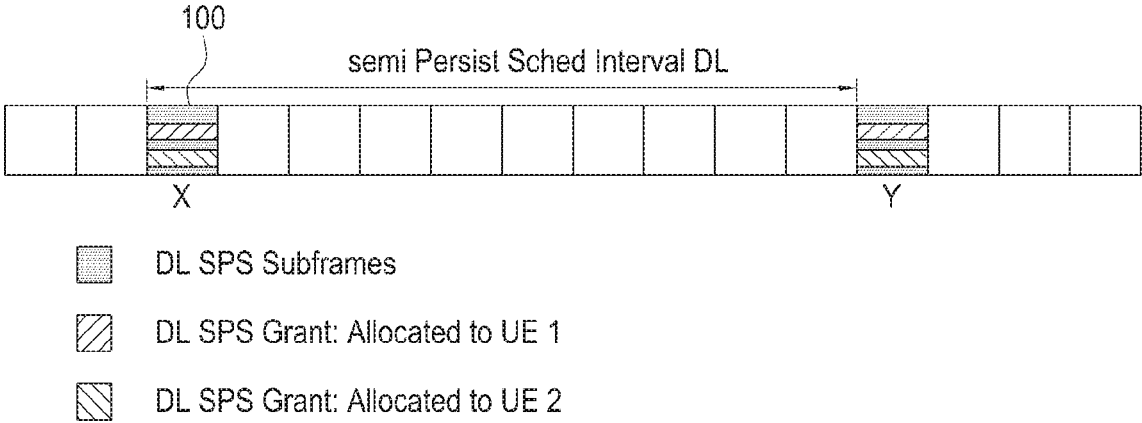 100
semi Persist Sched Interval DL
X
Y
DL SPS Subframes
DL SPS Grant: Allocated to UE 1
DL SPS Grant: Allocated to UE 2